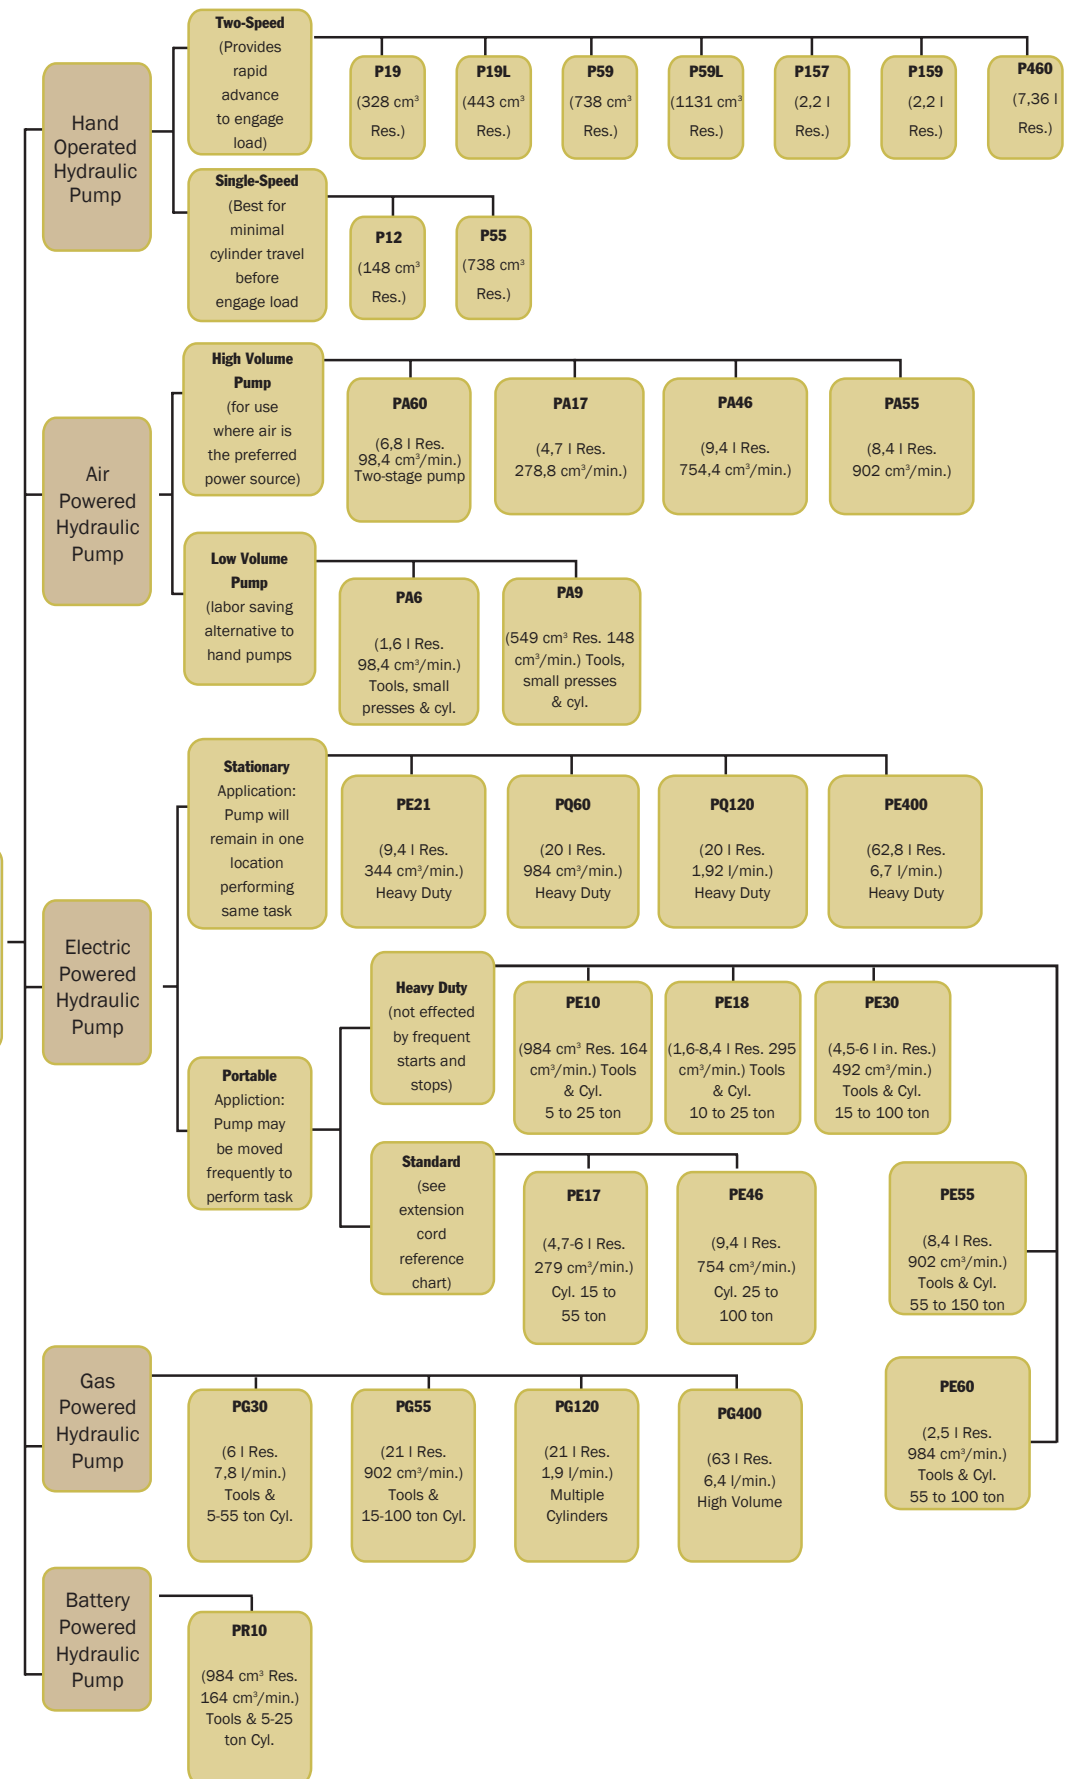 Hand
Operated
Hydraulic
Pump
Two-Speed
(Provides
rapid
advance
to engage
load)
P19
(328 cm³
Res.)
P19L
(443 cm³
Res.)
P59
(738 cm³
Res.)
P59L
(1131 cm³
Res.)
P157
(2,2 l
Res.)
P159
(2,2 l
Res.)
P460
(7,36 l
Res.)
Single-Speed
(Best for
minimal
cylinder travel
before
engage load
P12
(148 cm³
Res.)
P55
(738 cm³
Res.)
Air
Powered
Hydraulic
Pump
High Volume
Pump
(for use
where air is
the preferred
power source)
PA60
(6,8 l Res.
98,4 cm³/min.)
Two-stage pump
PA17
(4,7 l Res.
278,8 cm³/min.)
PA46
(9,4 l Res.
754,4 cm³/min.)
PA55
(8,4 l Res.
902 cm³/min.)
Low Volume
Pump
(labor saving
alternative to
hand pumps
PA6
(1,6 l Res.
98,4 cm³/min.)
Tools, small
presses & cyl.
PA9
(549 cm³ Res. 148
cm³/min.) Tools,
small presses
& cyl.
Electric
Powered
Hydraulic
Pump
Stationary
Application:
Pump will
remain in one
location
performing
same task
PE21
(9,4 l Res.
344 cm³/min.)
Heavy Duty
PQ60
(20 l Res.
984 cm³/min.)
Heavy Duty
PQ120
(20 l Res.
1,92 l/min.)
Heavy Duty
PE400
(62,8 l Res.
6,7 l/min.)
Heavy Duty
Portable
Appliction:
Pump may
be moved
frequently to
perform task
Heavy Duty
(not effected
by frequent
starts and
stops)
PE10
(984 cm³ Res. 164
cm³/min.) Tools
& Cyl.
5 to 25 ton
PE18
(1,6-8,4 l Res. 295
cm³/min.) Tools
& Cyl.
10 to 25 ton
PE30
(4,5-6 l in. Res.)
492 cm³/min.)
Tools & Cyl.
15 to 100 ton
PE55
(8,4 l Res.
902 cm³/min.)
Tools & Cyl.
55 to 150 ton
PE60
(2,5 l Res.
984 cm³/min.)
Tools & Cyl.
55 to 100 ton
Standard
(see
extension
cord
reference
chart)
PE17
(4,7-6 l Res.
279 cm³/min.)
Cyl. 15 to
55 ton
PE46
(9,4 l Res.
754 cm³/min.)
Cyl. 25 to
100 ton
Gas
Powered
Hydraulic
Pump
PG30
(6 l Res.
7,8 l/min.)
Tools &
5-55 ton Cyl.
PG55
(21 l Res.
902 cm³/min.)
Tools &
15-100 ton Cyl.
PG120
(21 l Res.
1,9 l/min.)
Multiple
Cylinders
PG400
(63 l Res.
6,4 l/min.)
High Volume
Battery
Powered
Hydraulic
Pump
PR10
(984 cm³ Res.
164 cm³/min.)
Tools & 5-25
ton Cyl.